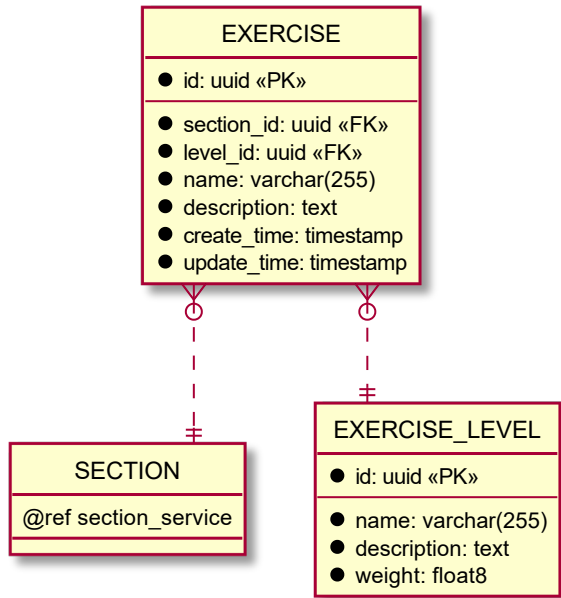 EXERCISE
id: uuid «PK»
section_id: uuid «FK»
level_id: uuid «FK»
name: varchar(255)
description: text
create_time: timestamp
update_time: timestamp
SECTION
@ref section_service
EXERCISE_LEVEL
id: uuid «PK»
name: varchar(255)
description: text
weight: float8